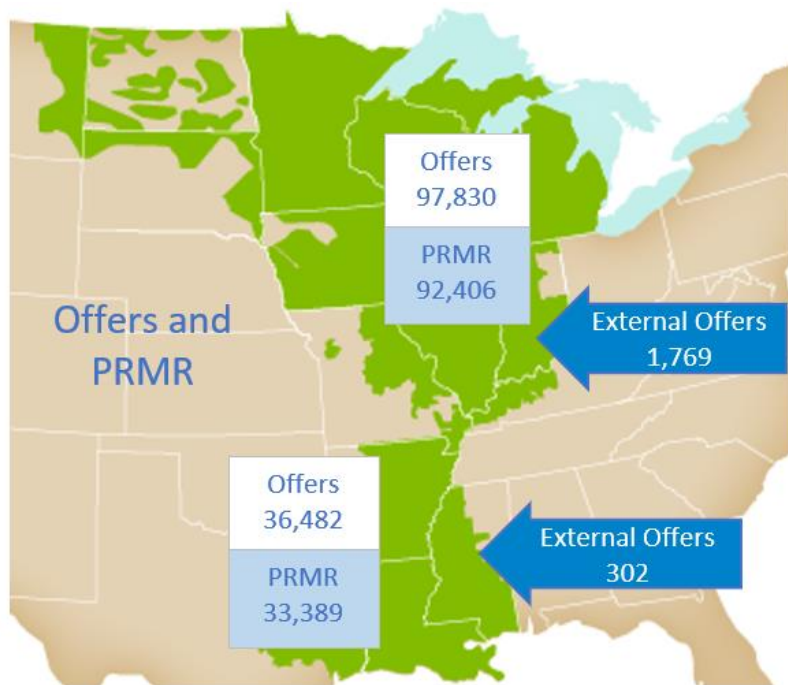 Offers
97,830
PRMR
92,406
Offers and
PRMR
External Offers
1,769
Offers
36,482
PRMR
33,389
External Offers
302